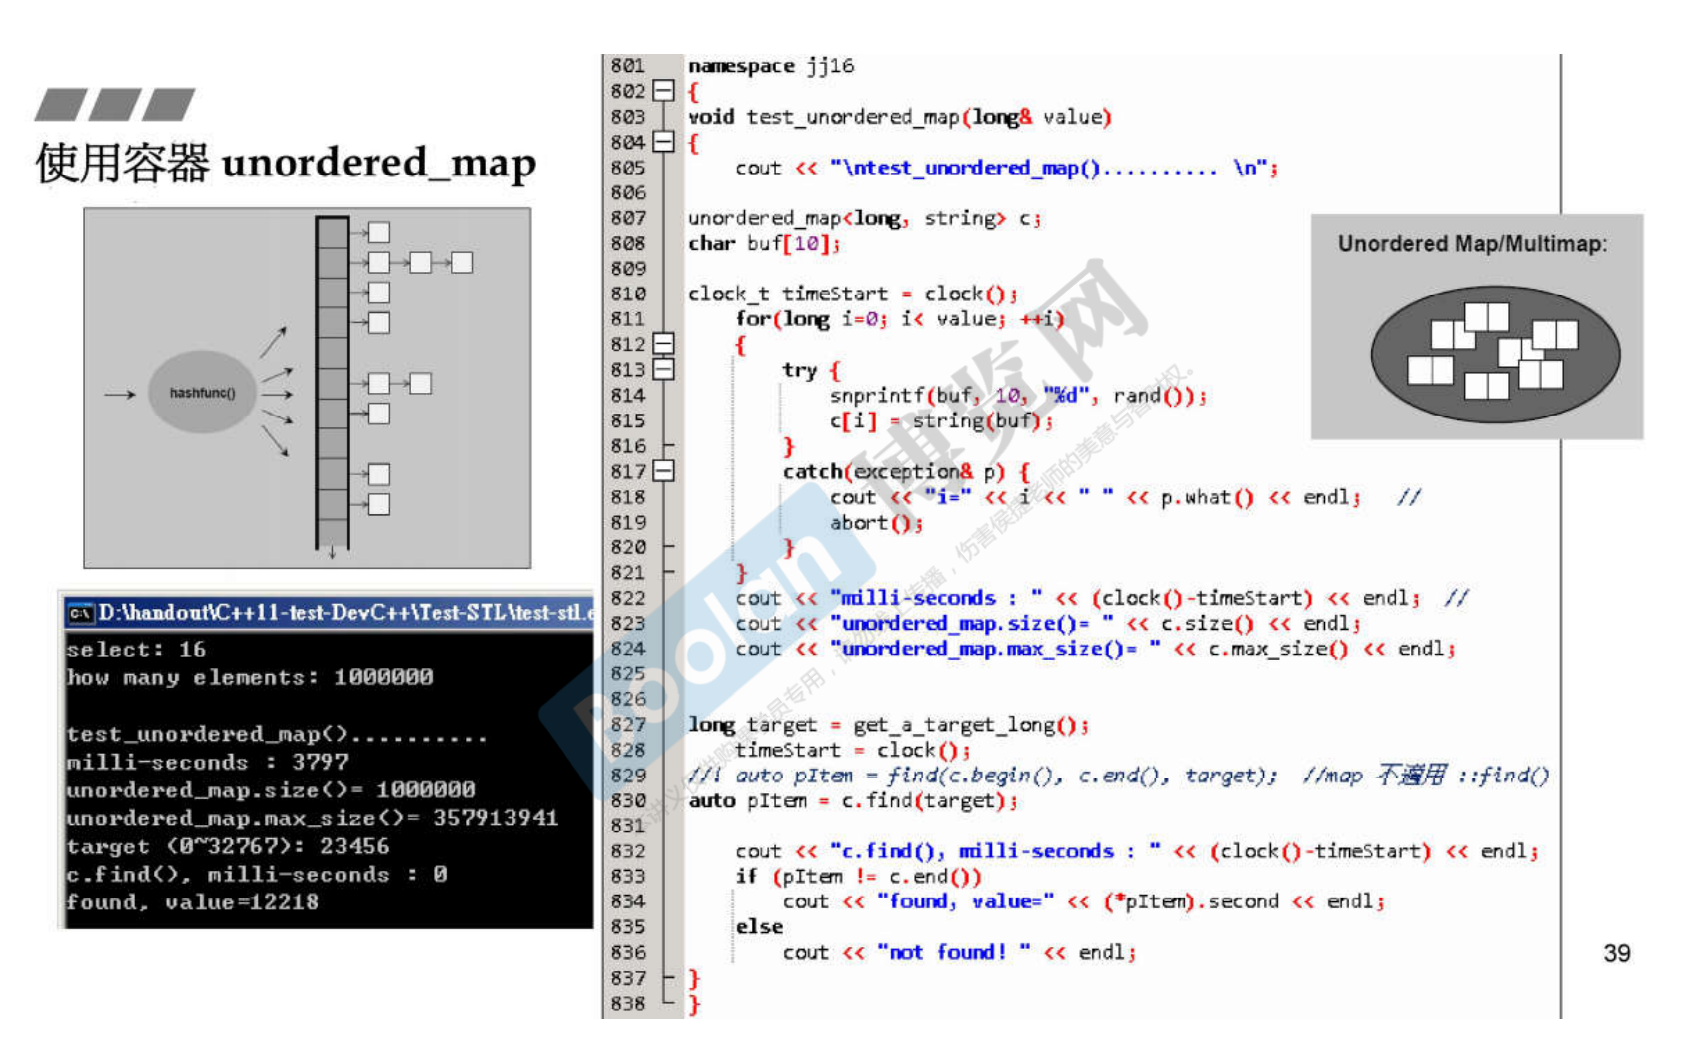 使用容器 unordered_map
hashfunc()
D:\handout\C++11-test-DevC++\Test-STL\test-stl.e
select: 16
how many elements: 1000000
test_unordered_map()..........
milli-seconds : 3797
unordered_map.size()= 1000000
unordered_map.max_size()= 357913941
target (0~32767): 23456
c.find(), milli-seconds : 0
found, value=12218
801 namespace jj16
802 {
803 void test_unordered_map(long& value)
804 {
805 cout << "\ntest_unordered_map().......... \n";
806
807 unordered_map<long, string> c;
808 char buf[10];
809
810 clock_t timeStart = clock();
811 for(long i=0; i< value; ++i)
812 {
813 try {
814 snprintf(buf, 10, "%d", rand());
815 c[i] = string(buf);
816 }
817 catch(exception& p) {
818 cout << "i=" << i << " " << p.what() << endl; //
819 abort();
820 }
821 }
822 cout << "milli-seconds : " << (clock()-timeStart) << endl; //
823 cout << "unordered_map.size()= " << c.size() << endl;
824 cout << "unordered_map.max_size()= " << c.max_size() << endl;
825
826
827 long target = get_a_target_long();
828 timeStart = clock();
829 //! auto pItem = find(c.begin(), c.end(), target); //map 不適用 ::find()
830 auto pItem = c.find(target);
831
832 cout << "c.find(), milli-seconds : " << (clock()-timeStart) << endl;
833 if (pItem != c.end())
834 cout << "found, value=" << (*pItem).second << endl;
835 else
836 cout << "not found! " << endl;
837 }
838 }
Unordered Map/Multimap:
Boolan 博览网
39